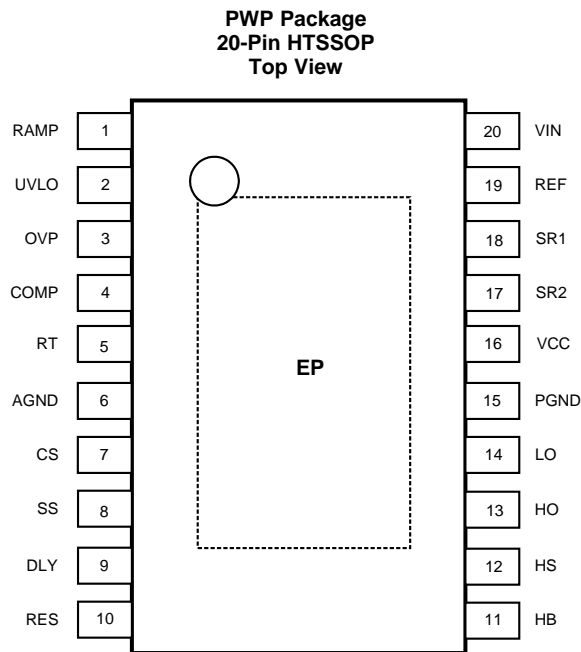 PWP Package
20-Pin HTSSOP
Top View
RAMP 1 20 VIN
UVLO 2 19 REF
OVP 3 18 SR1
COMP 4 17 SR2
RT 5 16 VCC
EP
AGND 6 15 PGND
CS 7 14 LO
SS 8 13 HO
DLY 9 12 HS
RES 10 11 HB